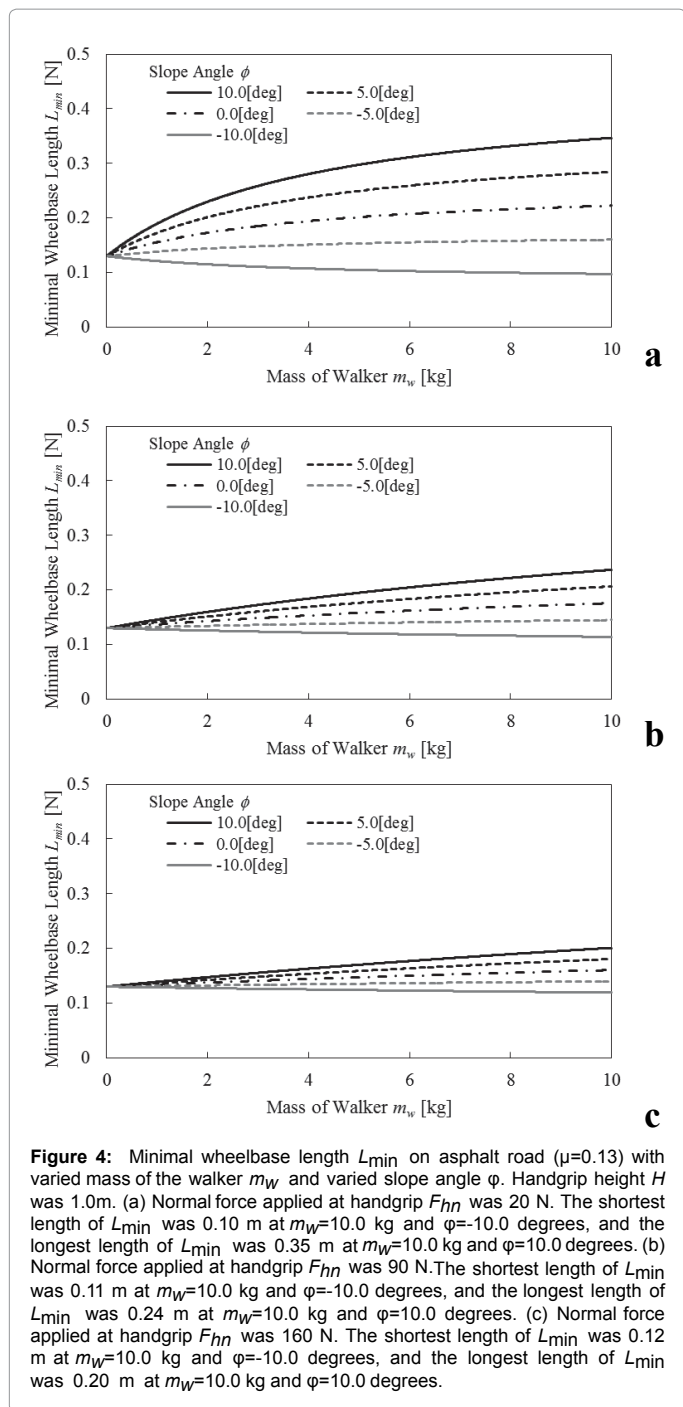 Minimal Wheelbase Length Lmin [N]
0.5
0.4
0.3
0.2
0.1
0
Slope Angle ϕ
10.0[deg] 5.0[deg]
0.0[deg] -5.0[deg]
-10.0[deg]
0 2 4 6 8 10
Mass of Walker mw [kg]
a
Minimal Wheelbase Length Lmin [N]
0.5
0.4
0.3
0.2
0.1
0
Slope Angle ϕ
10.0[deg] 5.0[deg]
0.0[deg] -5.0[deg]
-10.0[deg]
0 2 4 6 8 10
Mass of Walker mw [kg]
b
Minimal Wheelbase Length Lmin [N]
0.5
0.4
0.3
0.2
0.1
0
Slope Angle ϕ
10.0[deg] 5.0[deg]
0.0[deg] -5.0[deg]
-10.0[deg]
0 2 4 6 8 10
Mass of Walker mw [kg]
c
Figure 4: Minimal wheelbase length Lmin on asphalt road (μ=0.13) with
varied mass of the walker mw and varied slope angle φ. Handgrip height H
was 1.0m. (a) Normal force applied at handgrip Fhn was 20 N. The shortest
length of Lmin was 0.10 m at mw=10.0 kg and φ=-10.0 degrees, and the
longest length of Lmin was 0.35 m at mw=10.0 kg and φ=10.0 degrees. (b)
Normal force applied at handgrip Fhn was 90 N.The shortest length of Lmin
was 0.11 m at mw=10.0 kg and φ=-10.0 degrees, and the longest length of
Lmin was 0.24 m at mw=10.0 kg and φ=10.0 degrees. (c) Normal force
applied at handgrip Fhn was 160 N. The shortest length of Lmin was 0.12
m at mw=10.0 kg and φ=-10.0 degrees, and the longest length of Lmin
was 0.20 m at mw=10.0 kg and φ=10.0 degrees.